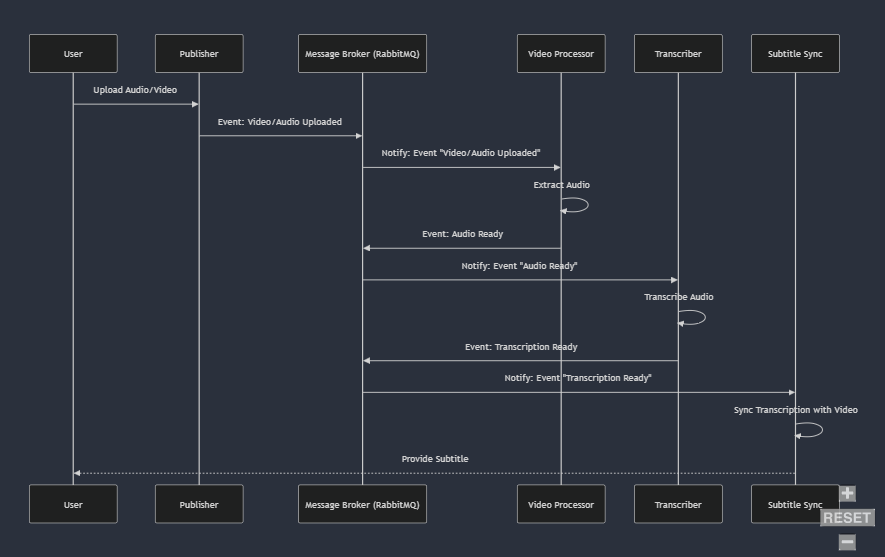 User
Publisher
Message Broker (RabbitMQ)
Video Processor
Transcriber
Subtitle Sync
Upload Audio/Video
Event: Video/Audio Uploaded
Notify: Event "Video/Audio Uploaded"
Extract Audio
Event: Audio Ready
Notify: Event "Audio Ready"
Transcribe Audio
Event: Transcription Ready
Notify: Event "Transcription Ready"
Sync Transcription with Video
Provide Subtitle
User
Publisher
Message Broker (RabbitMQ)
Video Processor
Transcriber
Subtitle Sync
+
RESET
−